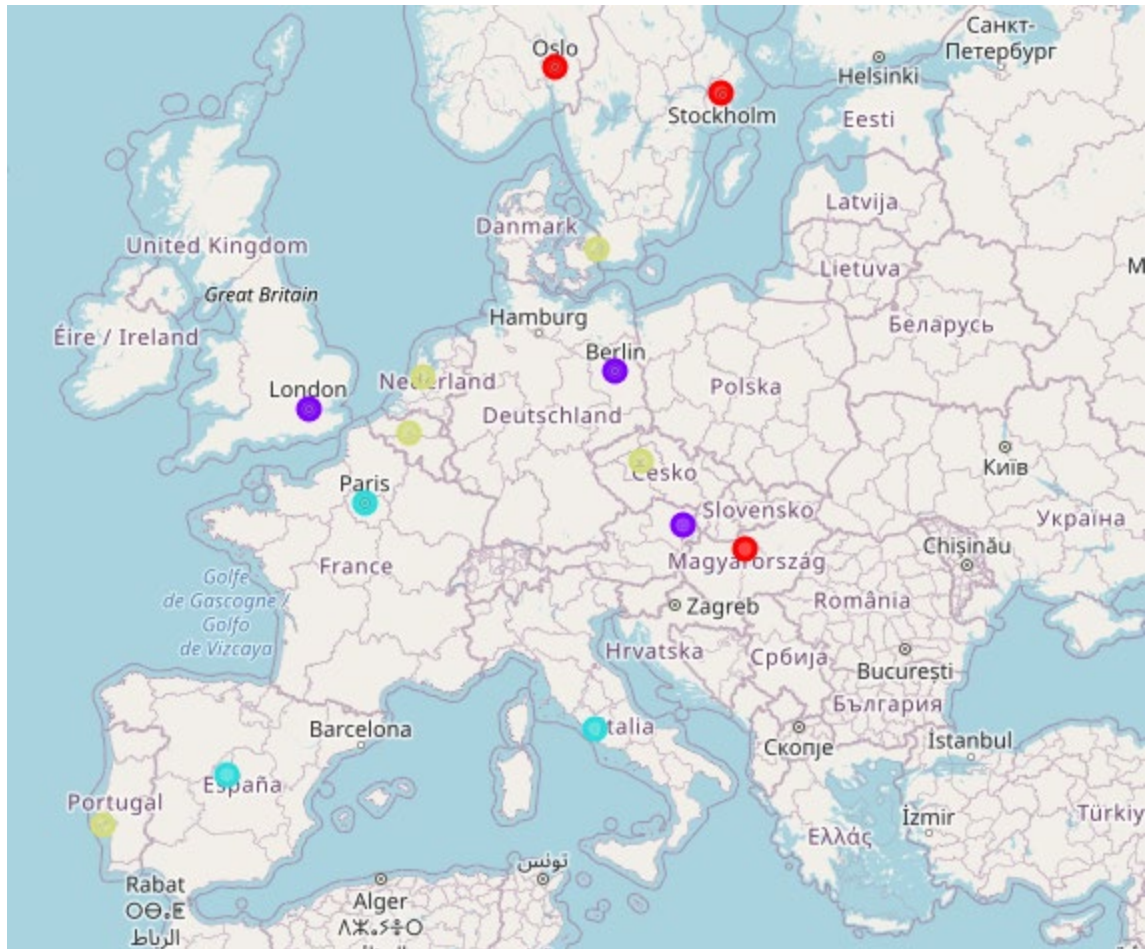 Санкт-
Петербург
Oslo
Helsinki
Stockholm
Eesti
Latvija
Danmark
United Kingdom
Lietuva
Great Britain
Hamburg
Беларусь
Éire / Ireland
Berlin
Nederland
London
Polska
Deutschland
Česko
Київ
Paris
Slovensko
Україна
Chișinău
Magyarország
France
Golfe
de Gascogne /
Golfo
de Vizcaya
România
Zagreb
Hrvatska
Србија
București
България
Barcelona
Italia
Скопје
İstanbul
España
Portugal
İzmir
Türkiy
Ελλάς
تونس
Rabat
ⵔⴱⴰⵟ
الرباط
Alger